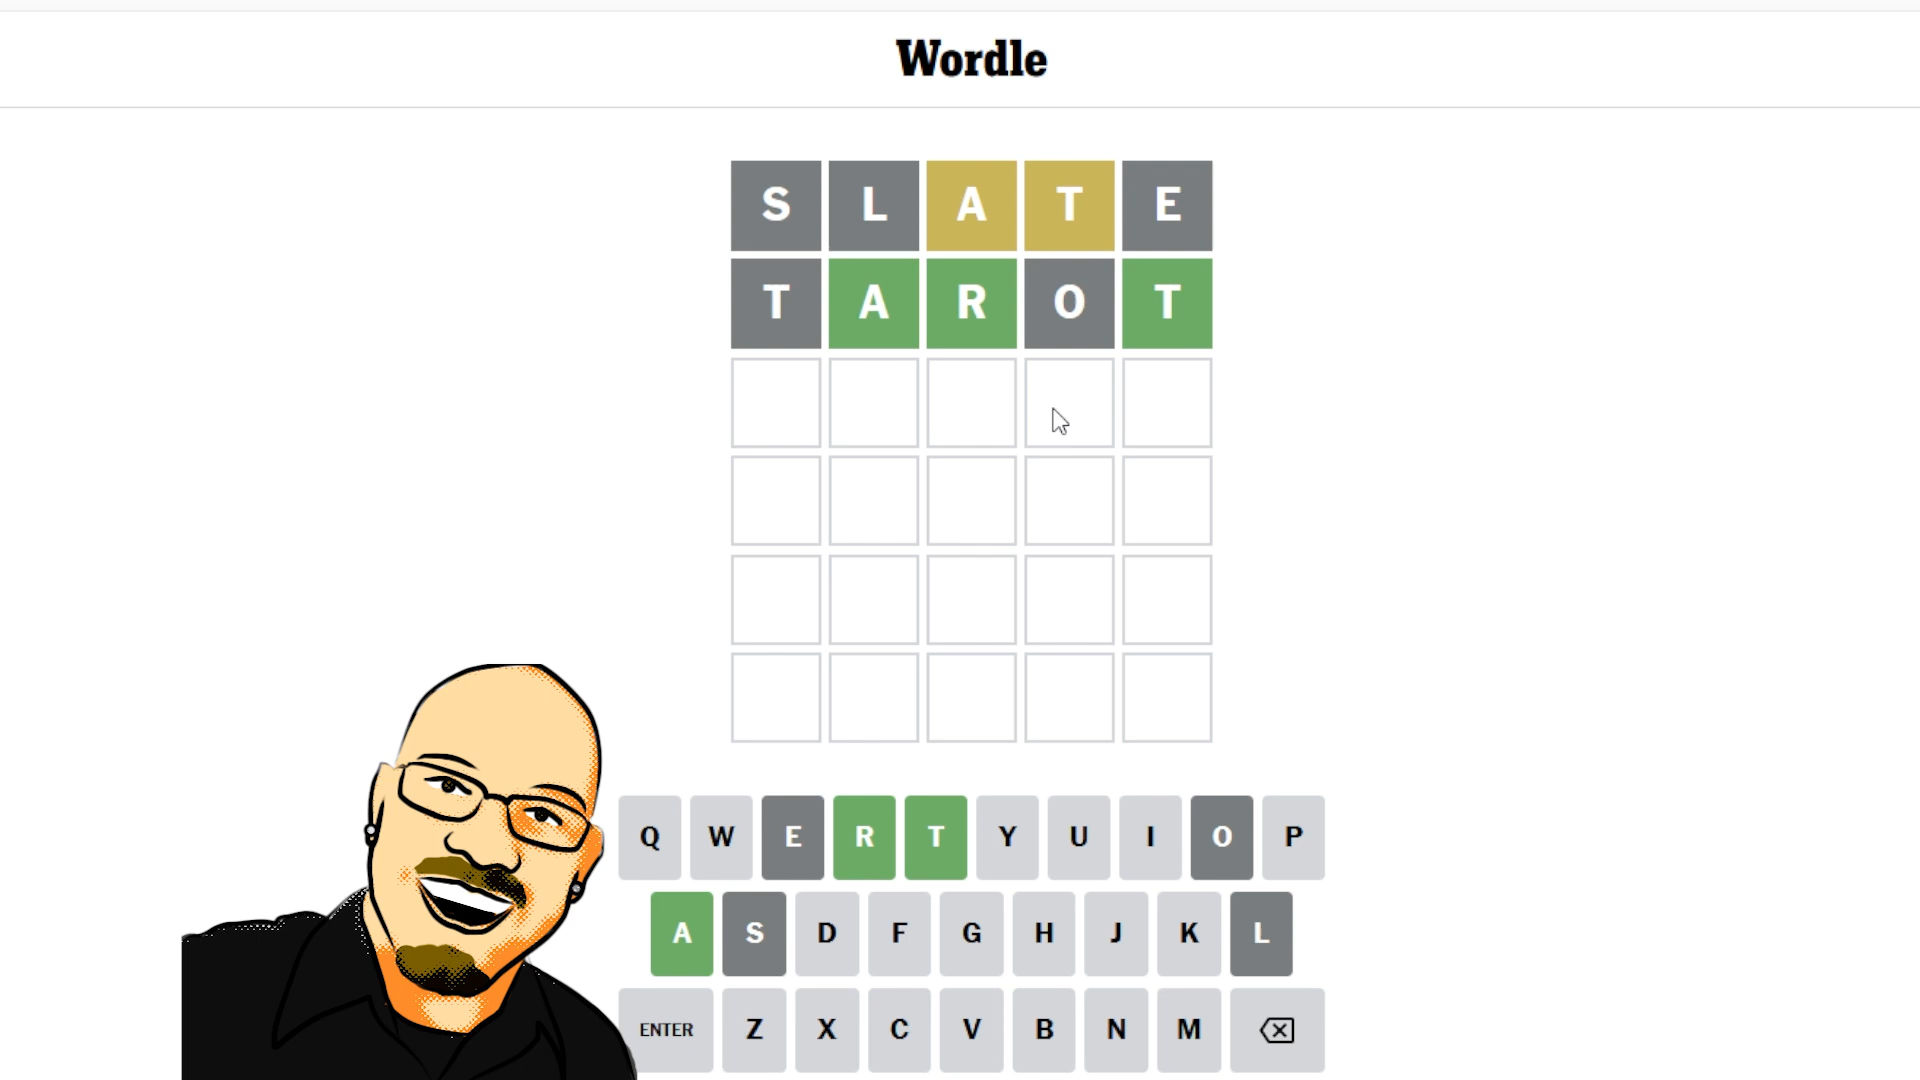 Wordle
S L A T E
T A R O T
Q W E R T Y U I O P
A S D F G H J K L
ENTER Z X C V B N M